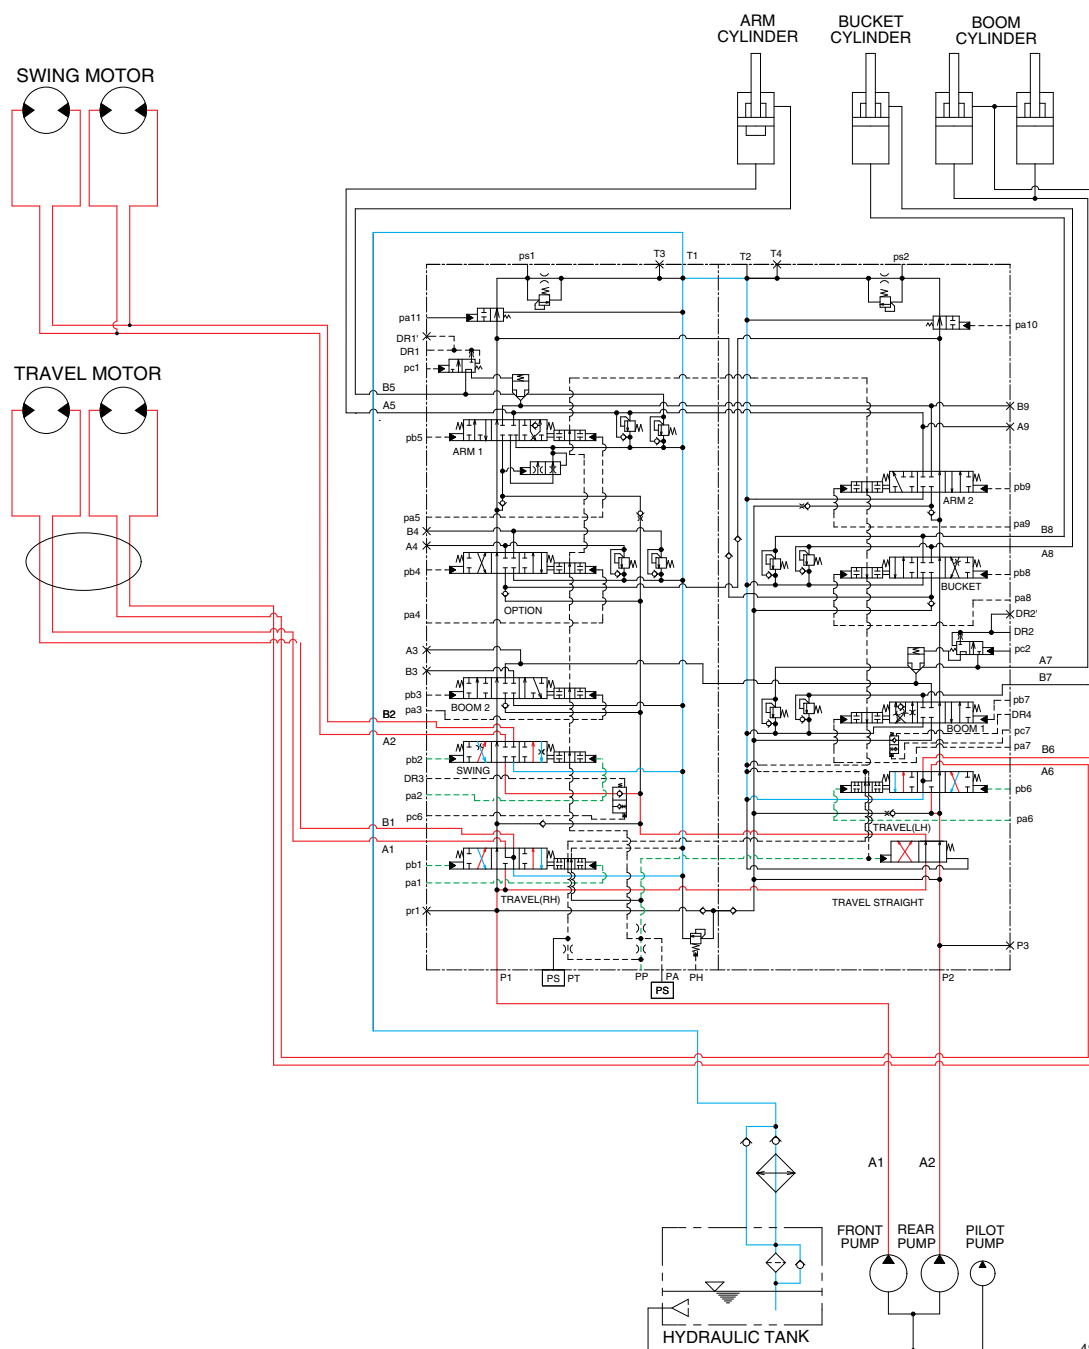 ARM
CYLINDER
BUCKET
CYLINDER
BOOM
CYLINDER
SWING MOTOR
TRAVEL MOTOR
ps1
T3
T1
T2
T4
ps2
pa11
pa10
DR1'
DR1
pc1
B5
A5
B9
A9
pb5
ARM 1
pb9
ARM 2
pa5
pa9
B4
B8
A4
A8
pb4
pb8
BUCKET
OPTION
pa8
pa4
DR2'
DR2
A3
pc2
A7
B3
B7
pb3
pa3
BOOM 2
pb7
DR4
BOOM 1
pc7
pa7
B2
A2
B6
pb2
SWING
A6
DR3
pb6
pa2
pc6
pa6
B1
TRAVEL(LH)
A1
pb1
pa1
TRAVEL(RH)
TRAVEL STRAIGHT
pr1
P3
P1
PS
PT
PP
PA
PH
P2
PS
A1
A2
FRONT
PUMP
REAR
PUMP
PILOT
PUMP
HYDRAULIC TANK